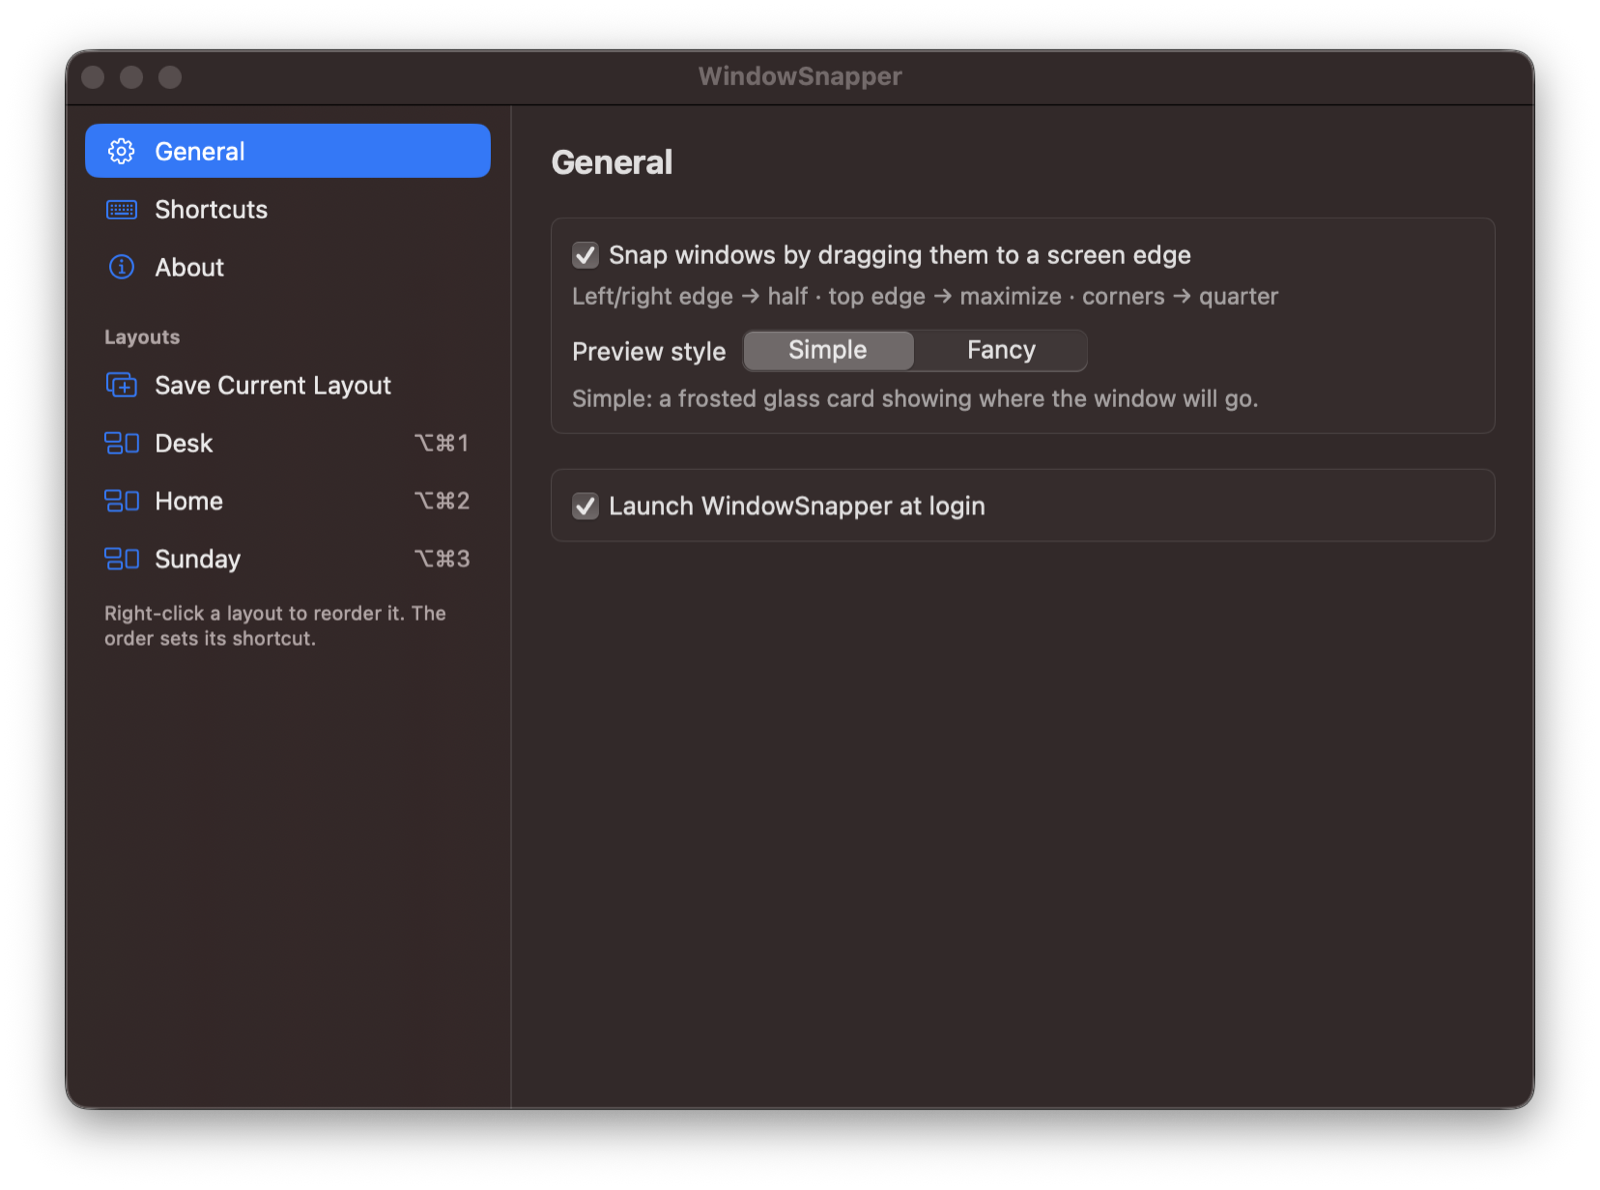 WindowSnapper
General
Shortcuts
About
Layouts
Save Current Layout
Desk ⌥⌘1
Home ⌥⌘2
Sunday ⌥⌘3
Right-click a layout to reorder it. The
order sets its shortcut.
General
Snap windows by dragging them to a screen edge
Left/right edge → half · top edge → maximize · corners → quarter
Preview style Simple Fancy
Simple: a frosted glass card showing where the window will go.
Launch WindowSnapper at login